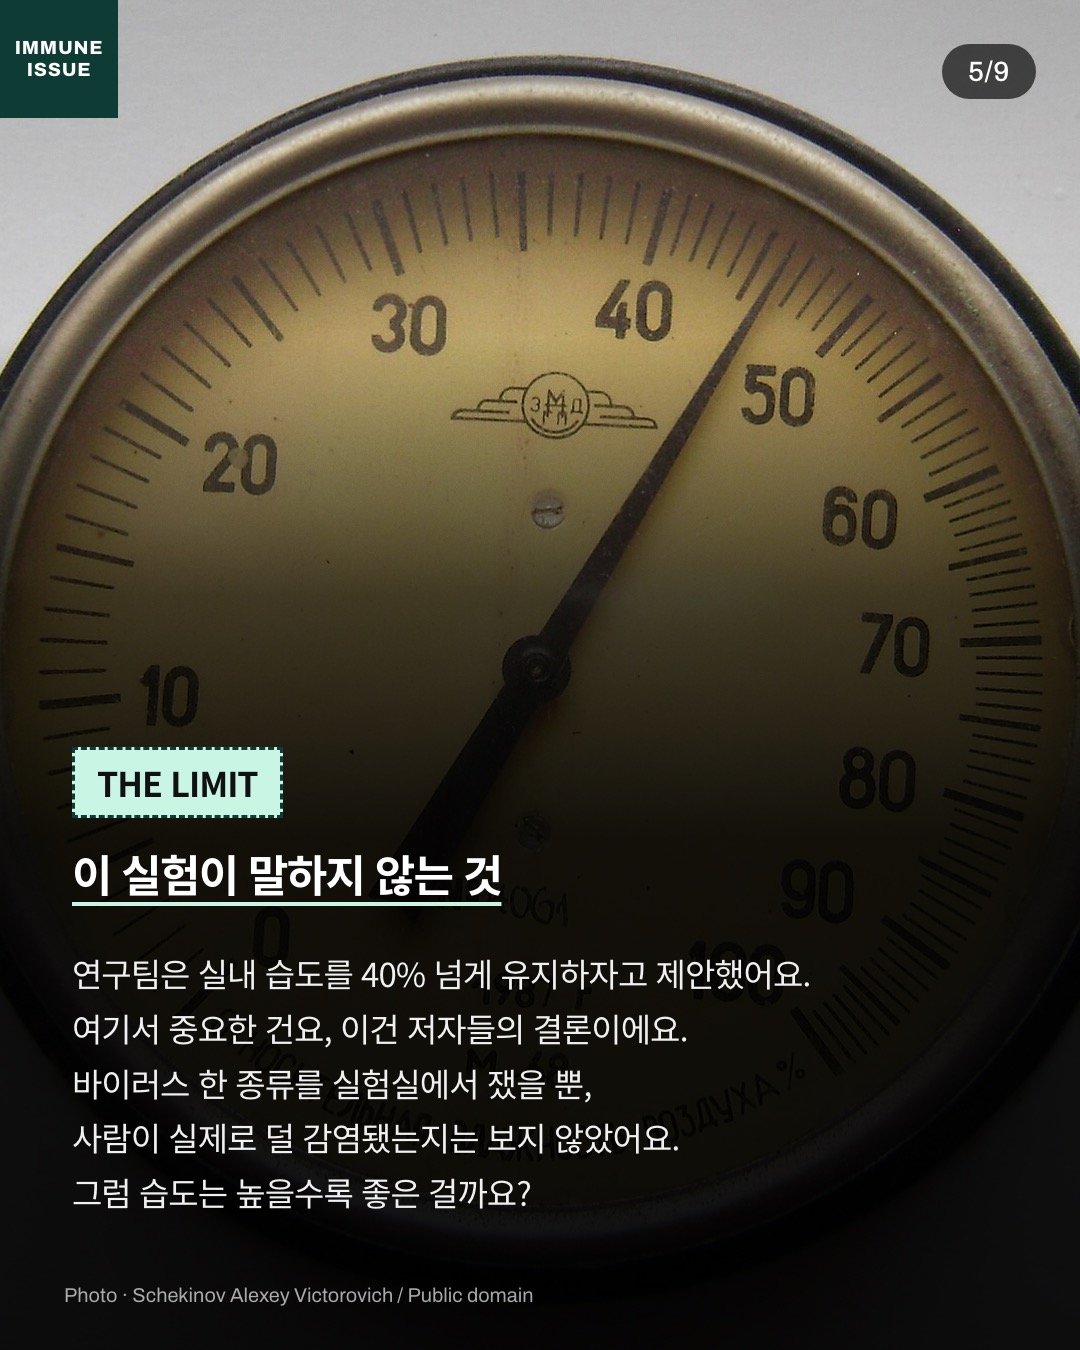 IMMUNE
ISSUE
5/9
30
40
50
20
60
70
10
80
90
0
100
ЗМД
THE LIMIT
이 실험이 말하지 않는 것
연구팀은 실내 습도를 40% 넘게 유지하자고 제안했어요.
여기서 중요한 건요, 이건 저자들의 결론이에요.
바이러스 한 종류를 실험실에서 쟀을 뿐,
사람이 실제로 덜 감염됐는지는 보지 않았어요.
그럼 습도는 높을수록 좋은 걸까요?
Photo · Schekinov Alexey Victorovich / Public domain